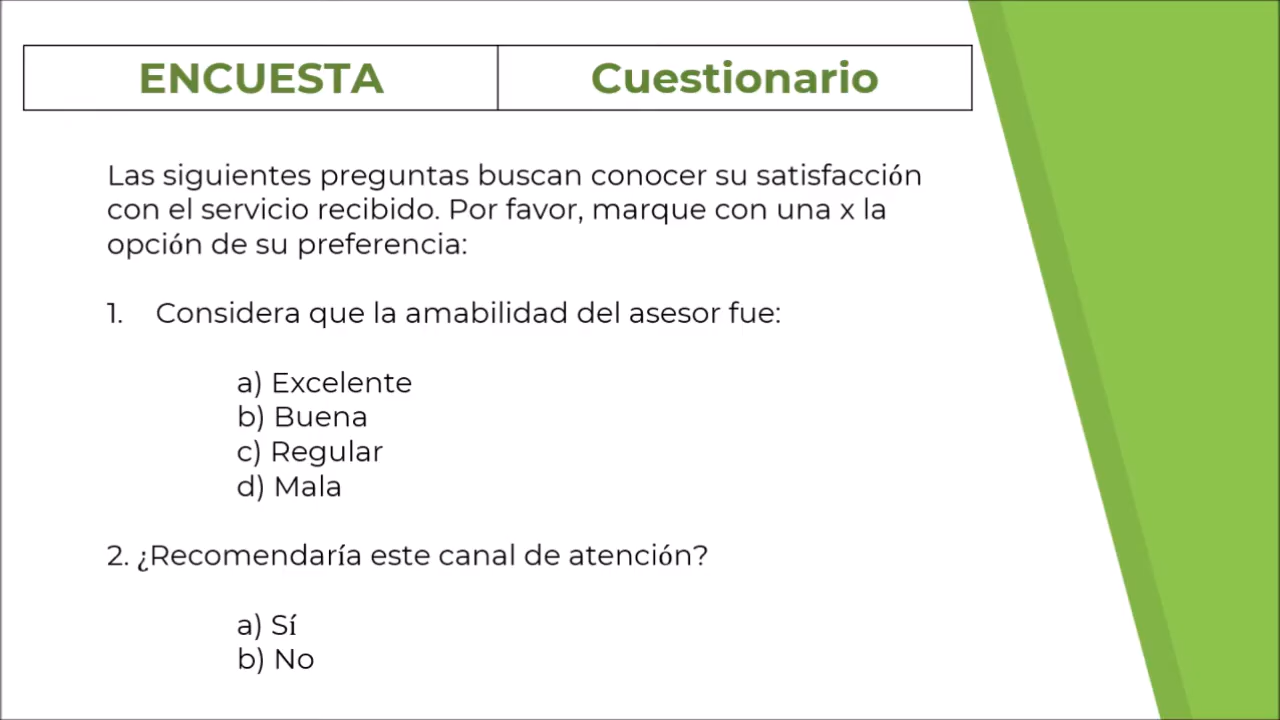 ENCUESTA Cuestionario
Las siguientes preguntas buscan conocer su satisfacción
con el servicio recibido. Por favor, marque con una x la
opción de su preferencia:
1. Considera que la amabilidad del asesor fue:
a) Excelente
b) Buena
c) Regular
d) Mala
2. ¿Recomendaría este canal de atención?
a) Sí
b) No